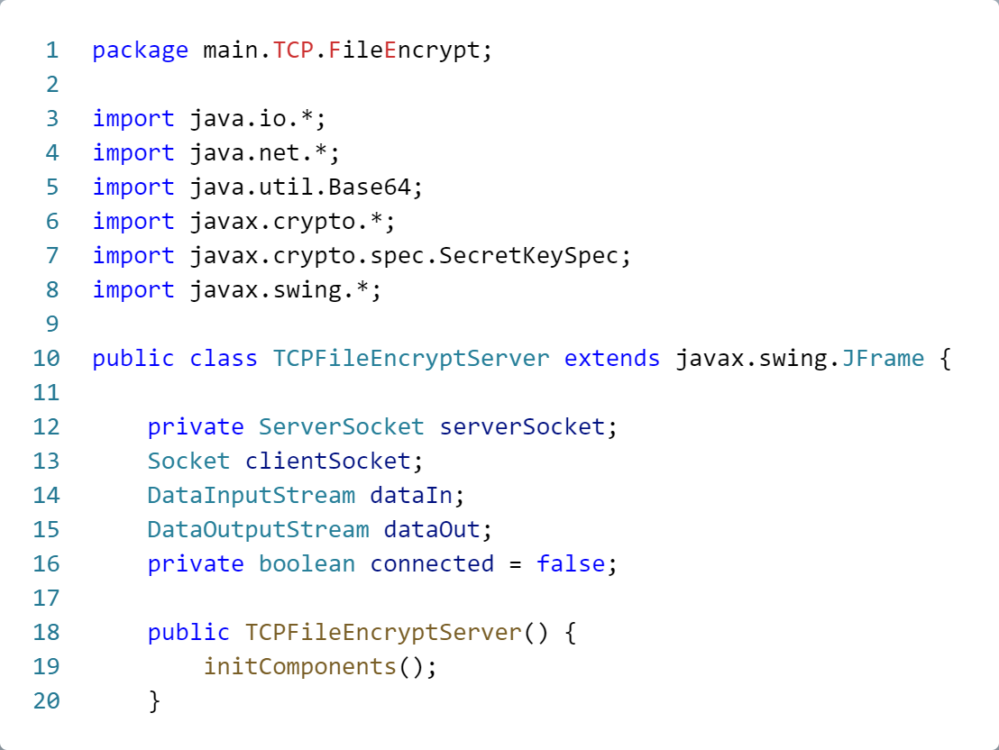 1 package main.TCP.FileEncrypt;
2
3 import java.io.*;
4 import java.net.*;
5 import java.util.Base64;
6 import javax.crypto.*;
7 import javax.crypto.spec.SecretKeySpec;
8 import javax.swing.*;
9
10 public class TCPFileEncryptServer extends javax.swing.JFrame {
11
12     private ServerSocket serverSocket;
13     Socket clientSocket;
14     DataInputStream dataIn;
15     DataOutputStream dataOut;
16     private boolean connected = false;
17
18     public TCPFileEncryptServer() {
19         initComponents();
20     }